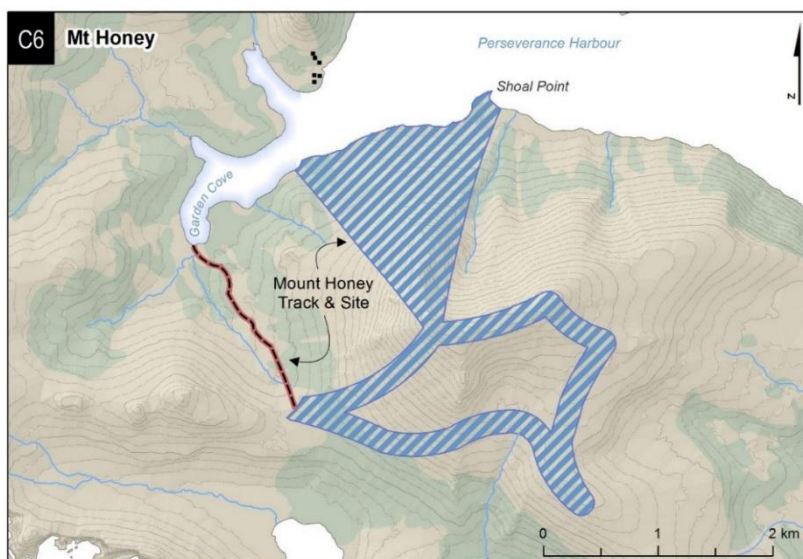 C6 Mt Honey
Perseverance Harbour
Shoal Point
N
Garden Cove
Mount Honey
Track & Site
0 1 2 km